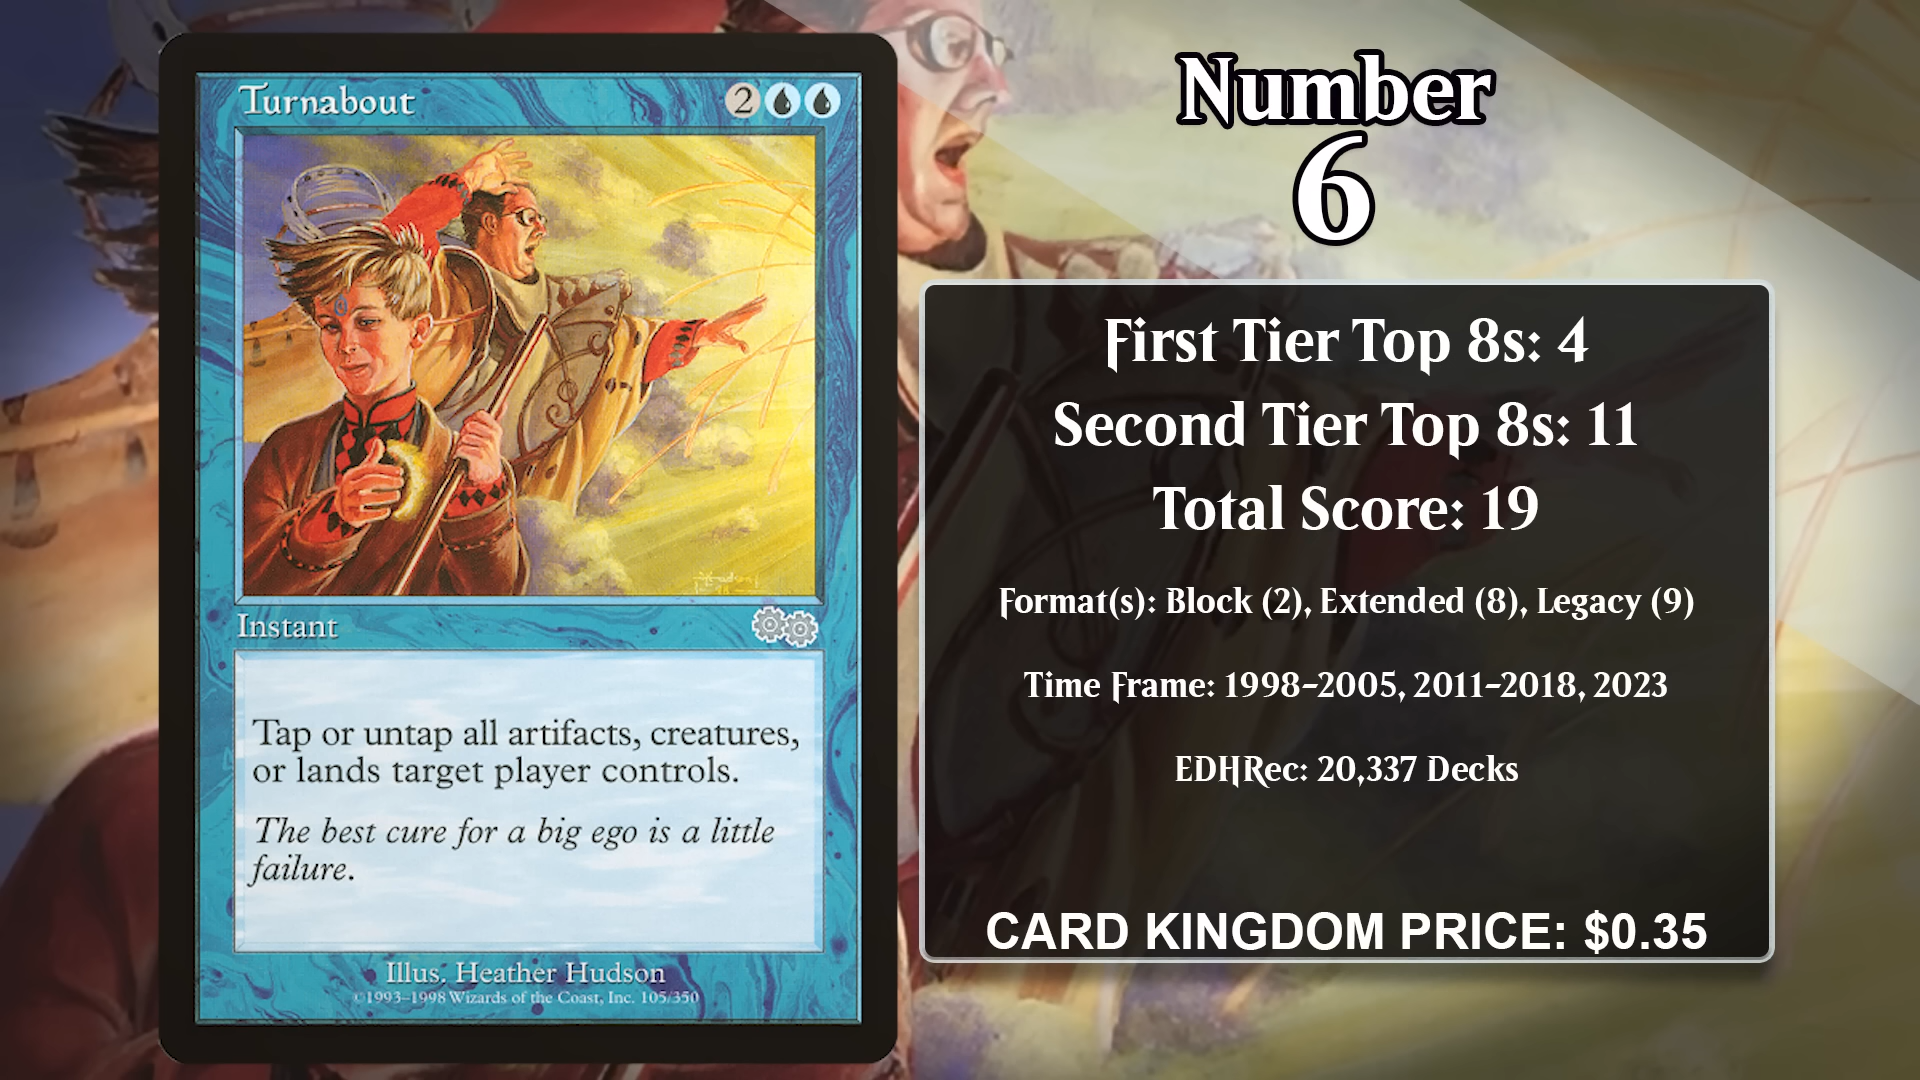 Turnabout 2
Instant
Tap or untap all artifacts, creatures,
or lands target player controls.
The best cure for a big ego is a little
failure.
Illus. Heather Hudson
©1993–1998 Wizards of the Coast, Inc. 105/350
Number
6
First Tier Top 8s: 4
Second Tier Top 8s: 11
Total Score: 19
Format(s): Block (2), Extended (8), Legacy (9)
Time Frame: 1998–2005, 2011–2018, 2023
EDHRec: 20,337 Decks
CARD KINGDOM PRICE: $0.35